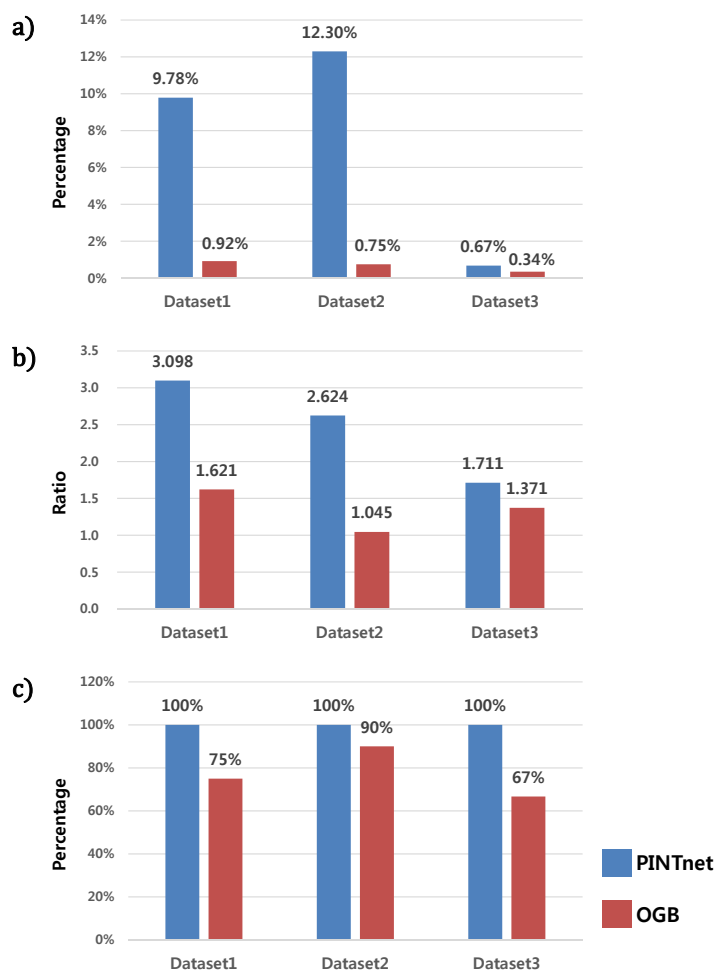 a)
Percentage
14%
12%
10%
8%
6%
4%
2%
0%
9.78%
0.92%
12.30%
0.75%
0.67%
0.34%
Dataset1
Dataset2
Dataset3
b)
Ratio
3.5
3.0
2.5
2.0
1.5
1.0
0.5
0.0
3.098
1.621
2.624
1.045
1.711
1.371
Dataset1
Dataset2
Dataset3
c)
Percentage
120%
100%
80%
60%
40%
20%
0%
100%
75%
100%
90%
100%
67%
Dataset1
Dataset2
Dataset3
PINTnet
OGB